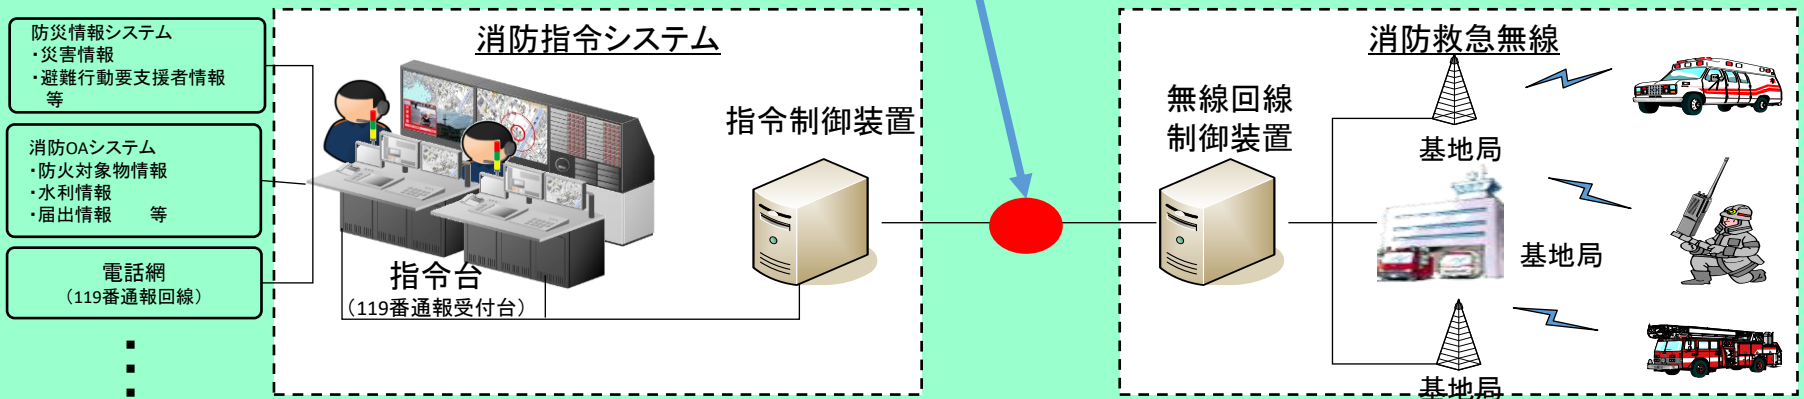 防災情報システム
・災害情報
・避難行動要支援者情報
等
消防OAシステム
・防火対象物情報
・水利情報
・届出情報　　等
電話網
（119番通報回線）
消防指令システム
指令台
（119番通報受付台）
指令制御装置
消防救急無線
無線回線
制御装置
基地局
基地局
基地局